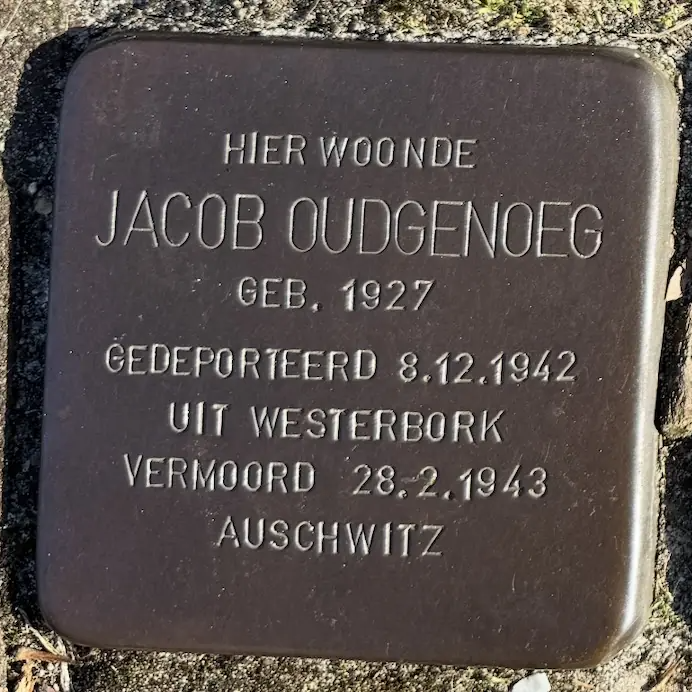 HIER WOONDE
JACOB OUDGENOEG
GEB. 1927
GEDEPORTEERD 8.12.1942
UIT WESTERBORK
VERMOORD 28.2.1943
AUSCHWITZ